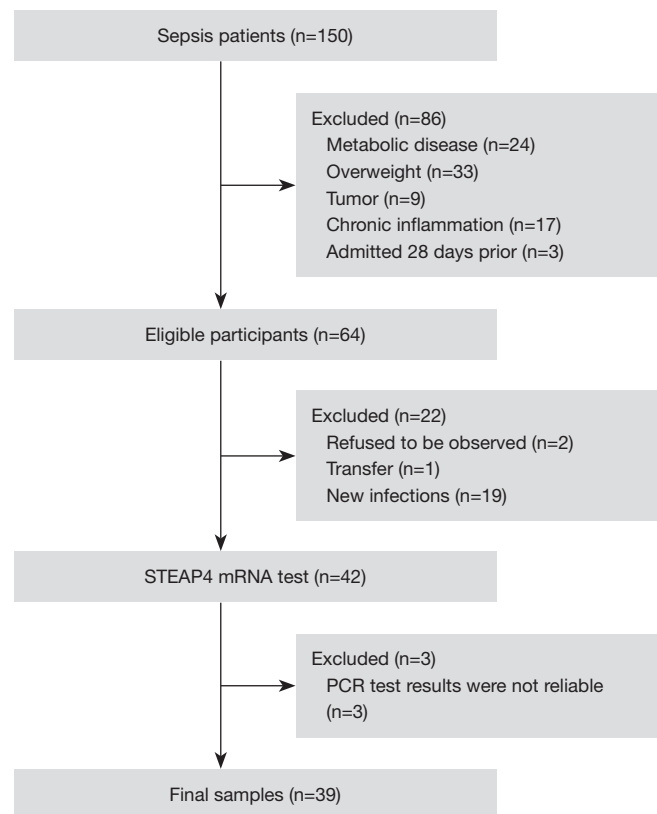 Sepsis patients (n=150)
Excluded (n=86)
Metabolic disease (n=24)
Overweight (n=33)
Tumor (n=9)
Chronic inflammation (n=17)
Admitted 28 days prior (n=3)
Eligible participants (n=64)
Excluded (n=22)
Refused to be observed (n=2)
Transfer (n=1)
New infections (n=19)
STEAP4 mRNA test (n=42)
Excluded (n=3)
PCR test results were not reliable
(n=3)
Final samples (n=39)